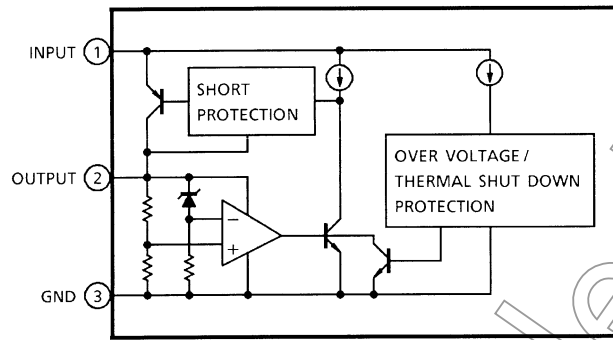 INPUT 1
SHORT
PROTECTION
OVER VOLTAGE /
THERMAL SHUT DOWN
PROTECTION
OUTPUT 2
−
+
GND 3